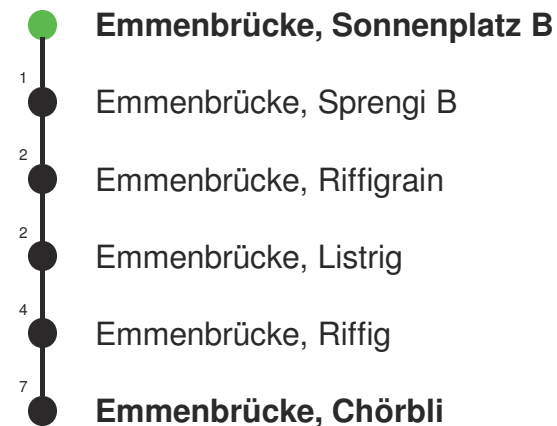 Emmenbrücke, Sonnenplatz B
1
Emmenbrücke, Sprengi B
2
Emmenbrücke, Riffigrain
2
Emmenbrücke, Listrig
4
Emmenbrücke, Riffig
7
Emmenbrücke, Chörbli